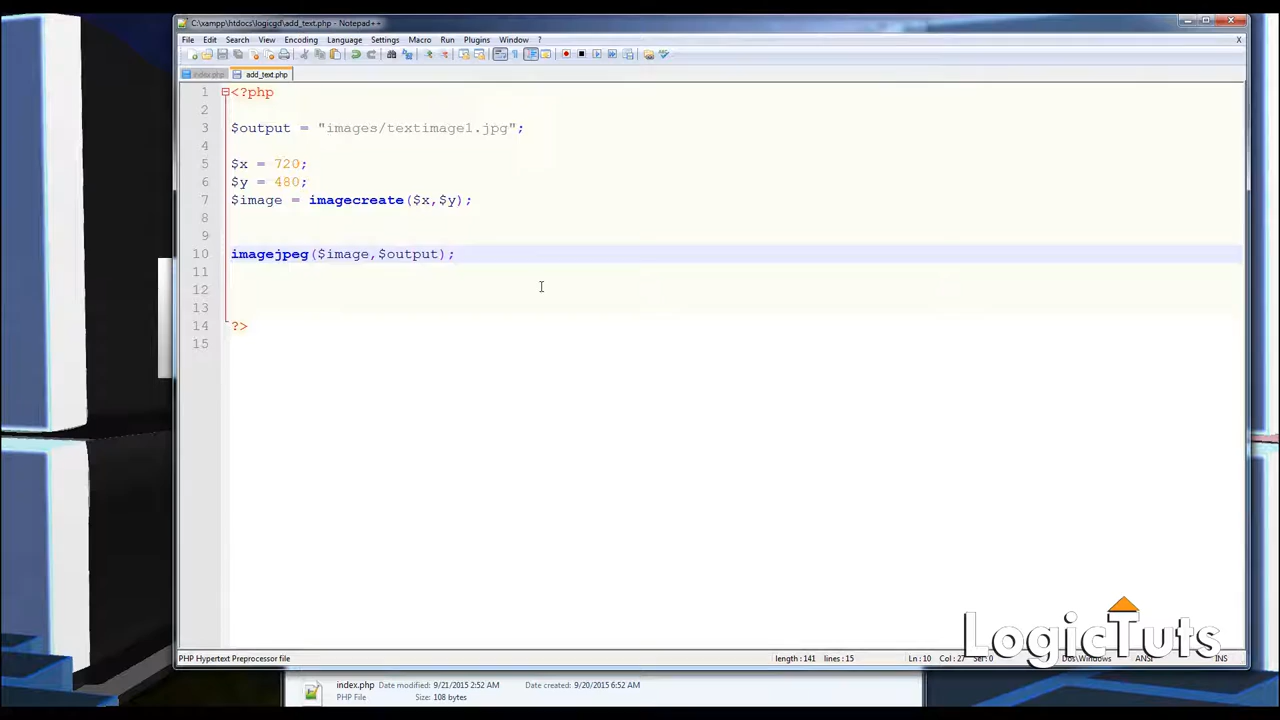 C:\xampp\htdocs\logicgd\add_text.php - Notepad++
File Edit Search View Encoding Language Settings Macro Run Plugins Window ? X
index.php add_text.php
1 <?php
2
3 $output = "images/textimage1.jpg";
4
5 $x = 720;
6 $y = 480;
7 $image = imagecreate($x,$y);
8
9
10 imagejpeg($image,$output);
11
12
13
14 ?>
15
LogicTuts
PHP Hypertext Preprocessor file length : 141 lines : 15 Ln : 10 Col : 27 Sel : 0 Dos\Windows ANSI INS
index.php Date modified: 9/21/2015 2:52 AM Date created: 9/20/2015 6:52 AM
PHP File Size: 108 bytes